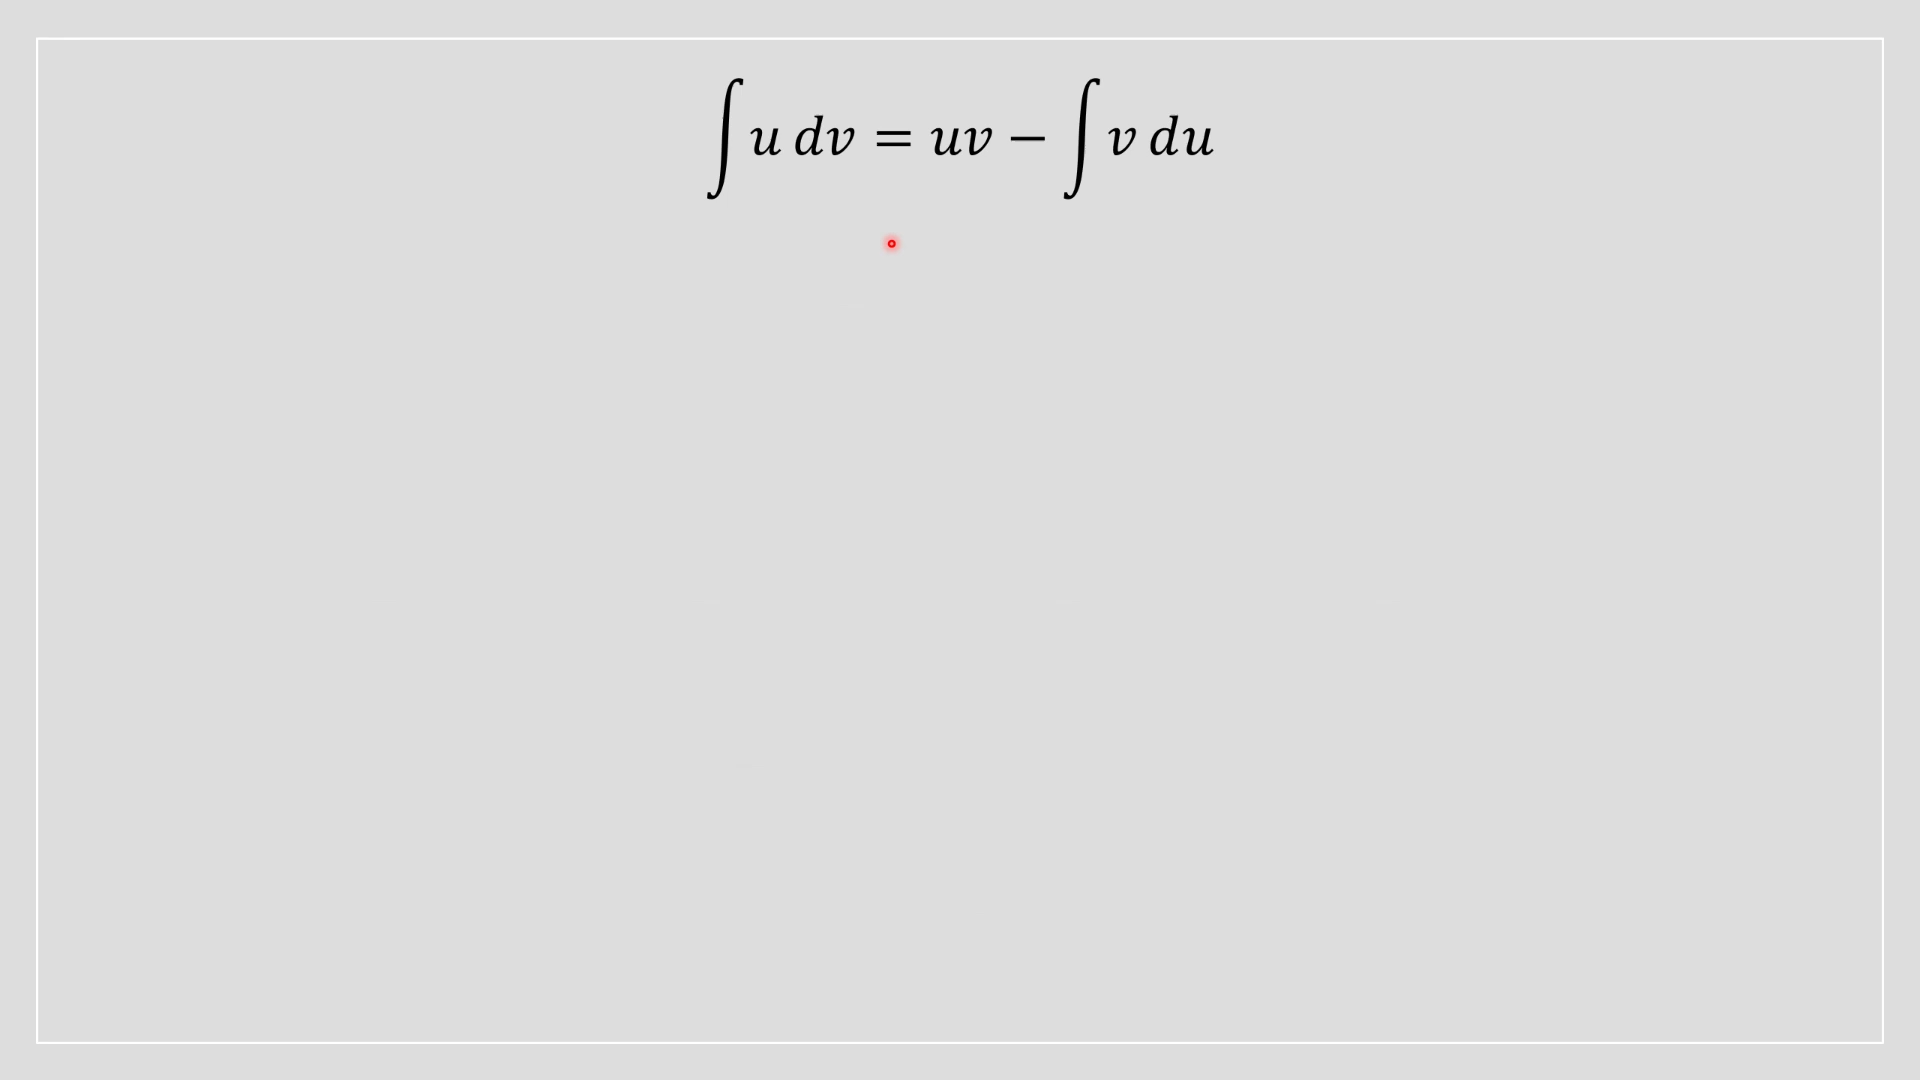 ∫ u dv = uv − ∫ v du